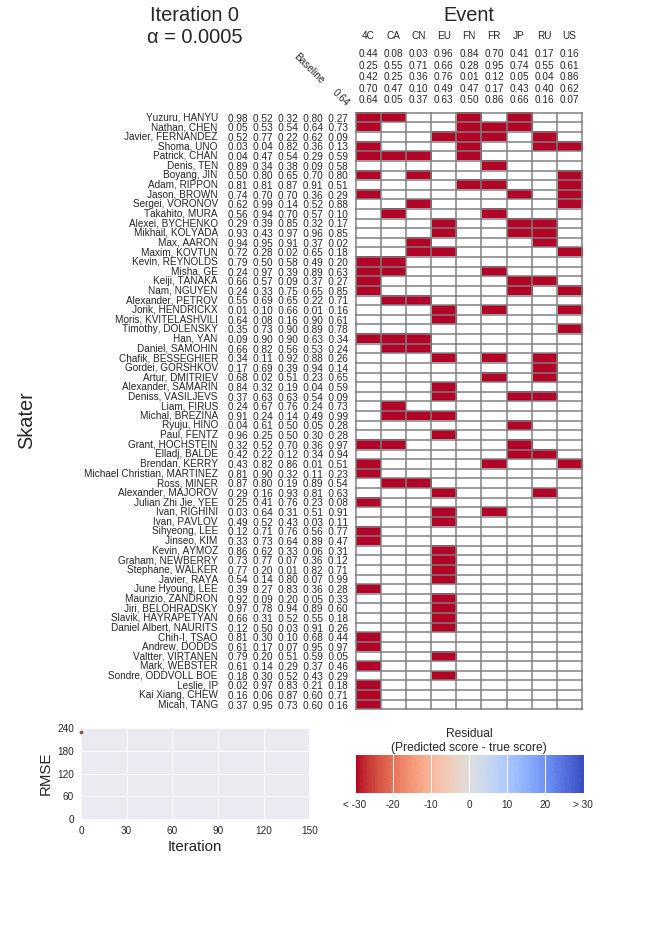 Iteration 0
α = 0.0005
Event
4C CA CN EU FN FR JP RU US
Baseline
0.64
0.44 0.08 0.03 0.96 0.84 0.70 0.41 0.17 0.16
0.25 0.55 0.71 0.66 0.28 0.95 0.74 0.55 0.61
0.42 0.25 0.36 0.76 0.01 0.12 0.05 0.04 0.86
0.70 0.47 0.10 0.49 0.47 0.17 0.43 0.40 0.62
0.64 0.05 0.37 0.63 0.50 0.86 0.66 0.16 0.07
Skater
Yuzuru, HANYU 0.98 0.52 0.32 0.80 0.27
Nathan, CHEN 0.05 0.53 0.54 0.64 0.73
Javier, FERNANDEZ 0.52 0.77 0.22 0.62 0.09
Shoma, UNO 0.03 0.04 0.82 0.36 0.13
Patrick, CHAN 0.04 0.47 0.54 0.29 0.59
Denis, TEN 0.89 0.34 0.38 0.09 0.58
Boyang, JIN 0.50 0.80 0.65 0.70 0.80
Adam, RIPPON 0.81 0.81 0.87 0.91 0.51
Jason, BROWN 0.74 0.70 0.70 0.36 0.29
Sergei, VORONOV 0.62 0.99 0.14 0.52 0.88
Takahito, MURA 0.56 0.94 0.70 0.57 0.10
Alexei, BYCHENKO 0.29 0.39 0.85 0.32 0.17
Mikhail, KOLYADA 0.93 0.43 0.97 0.96 0.85
Max, AARON 0.94 0.95 0.91 0.37 0.02
Maxim, KOVTUN 0.72 0.28 0.02 0.65 0.18
Kevin, REYNOLDS 0.79 0.50 0.58 0.49 0.20
Misha, GE 0.24 0.97 0.39 0.89 0.63
Keiji, TANAKA 0.66 0.57 0.09 0.37 0.27
Nam, NGUYEN 0.24 0.33 0.75 0.65 0.85
Alexander, PETROV 0.55 0.69 0.65 0.22 0.71
Jorik, HENDRICKX 0.01 0.10 0.66 0.01 0.16
Moris, KVITELASHVILI 0.64 0.08 0.16 0.90 0.61
Timothy, DOLENSKY 0.35 0.73 0.90 0.89 0.78
Han, YAN 0.09 0.90 0.90 0.63 0.34
Daniel, SAMOHIN 0.66 0.82 0.56 0.53 0.24
Chafik, BESSEGHIER 0.34 0.11 0.92 0.88 0.26
Gordei, GORSHKOV 0.17 0.69 0.39 0.94 0.14
Artur, DMITRIEV 0.68 0.02 0.51 0.23 0.65
Alexander, SAMARIN 0.84 0.32 0.19 0.04 0.59
Deniss, VASILJEVS 0.37 0.63 0.63 0.54 0.09
Liam, FIRUS 0.24 0.67 0.76 0.24 0.73
Michal, BREZINA 0.91 0.24 0.14 0.49 0.99
Ryuju, HINO 0.04 0.61 0.50 0.05 0.28
Paul, FENTZ 0.96 0.25 0.50 0.30 0.28
Grant, HOCHSTEIN 0.32 0.52 0.70 0.36 0.97
Elladj, BALDE 0.42 0.22 0.12 0.34 0.94
Brendan, KERRY 0.43 0.82 0.86 0.01 0.51
Michael Christian, MARTINEZ 0.81 0.90 0.32 0.11 0.23
Ross, MINER 0.87 0.80 0.19 0.89 0.54
Alexander, MAJOROV 0.29 0.16 0.93 0.81 0.63
Julian Zhi Jie, YEE 0.25 0.41 0.76 0.23 0.08
Ivan, RIGHINI 0.03 0.64 0.31 0.51 0.91
Ivan, PAVLOV 0.49 0.52 0.43 0.03 0.11
Sihyeong, LEE 0.12 0.71 0.76 0.56 0.77
Jinseo, KIM 0.33 0.73 0.64 0.89 0.47
Kevin, AYMOZ 0.86 0.62 0.33 0.06 0.31
Graham, NEWBERRY 0.73 0.77 0.07 0.36 0.12
Stephane, WALKER 0.77 0.20 0.01 0.82 0.71
Javier, RAYA 0.54 0.14 0.80 0.07 0.99
June Hyoung, LEE 0.39 0.27 0.83 0.36 0.28
Maurizio, ZANDRON 0.92 0.09 0.20 0.05 0.33
Jiri, BELOHRADSKY 0.97 0.78 0.94 0.89 0.60
Slavik, HAYRAPETYAN 0.66 0.31 0.52 0.55 0.18
Daniel Albert, NAURITS 0.12 0.50 0.03 0.91 0.26
Chih-I, TSAO 0.81 0.30 0.10 0.68 0.44
Andrew, DODDS 0.61 0.17 0.07 0.95 0.97
Valtter, VIRTANEN 0.79 0.20 0.51 0.59 0.05
Mark, WEBSTER 0.61 0.14 0.29 0.37 0.46
Sondre, ODDVOLL BOE 0.18 0.30 0.52 0.43 0.29
Leslie, IP 0.02 0.97 0.83 0.21 0.18
Kai Xiang, CHEW 0.16 0.06 0.87 0.60 0.71
Micah, TANG 0.37 0.95 0.73 0.60 0.16
RMSE
240
180
120
60
0
0 30 60 90 120 150
Iteration
Residual
(Predicted score - true score)
< -30 -20 -10 0 10 20 > 30